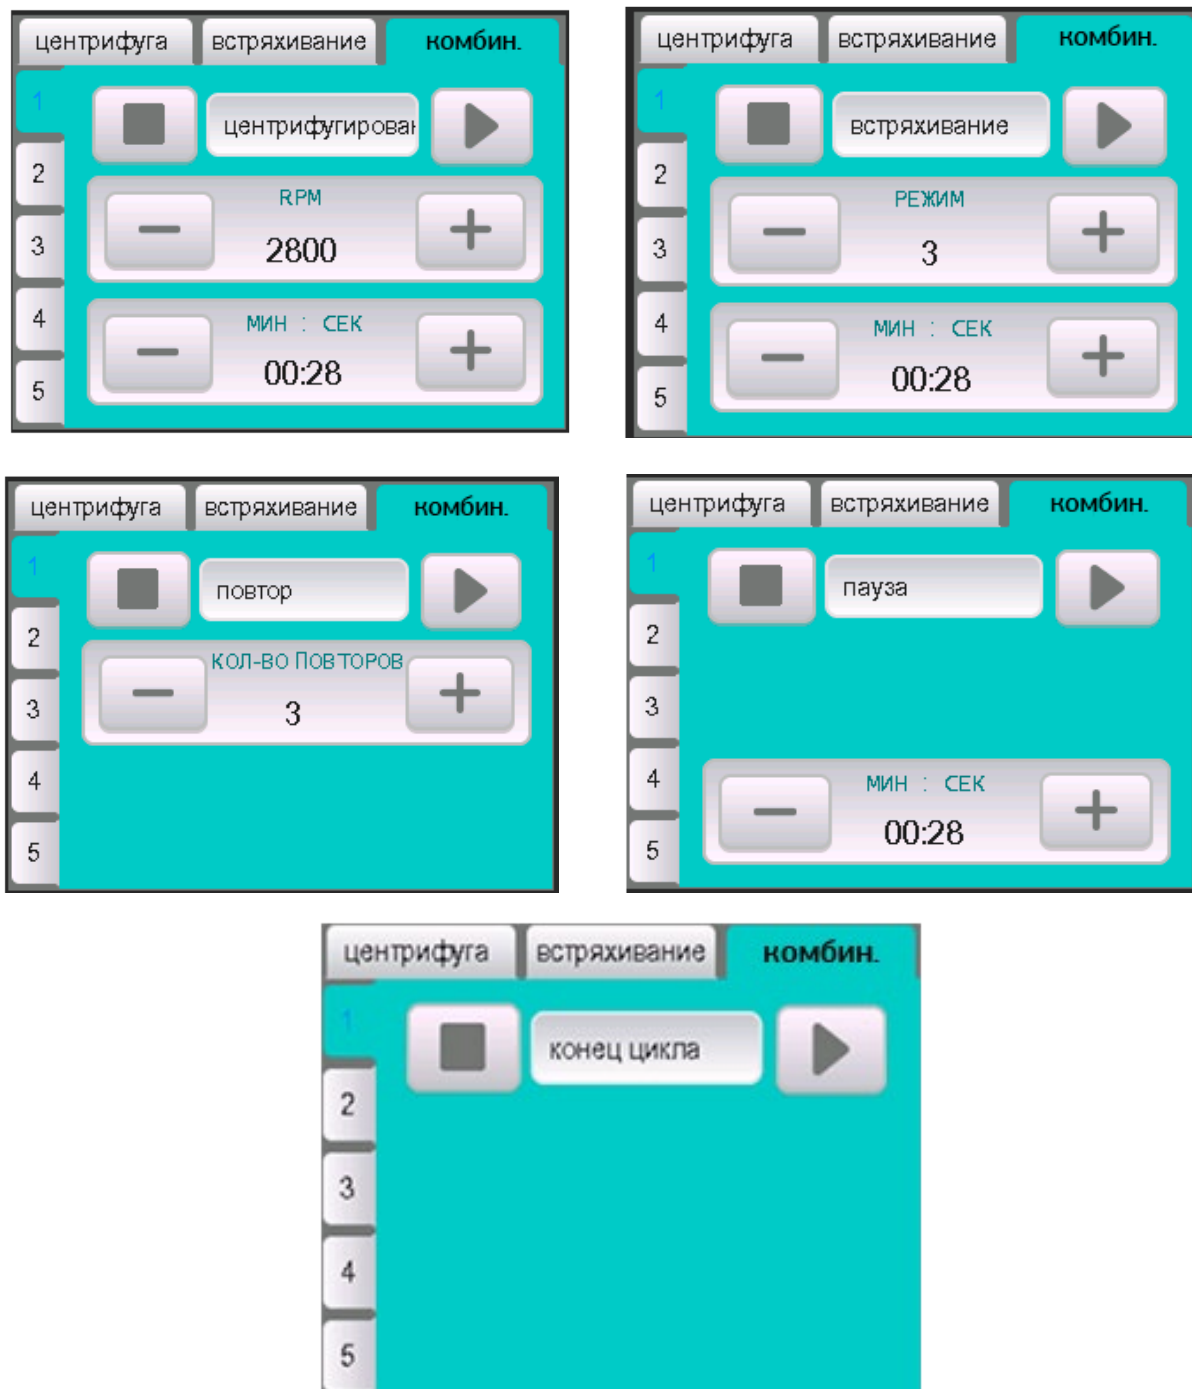 центрифуга встряхивание комбин.
1
центрифугирован
2
RPM
2800
3
4
МИН : СЕК
00:28
5
центрифуга встряхивание комбин.
1
встряхивание
2
РЕЖИМ
3
3
4
МИН : СЕК
00:28
5
центрифуга встряхивание комбин.
1
повтор
2
КОЛ-ВО ПОВТОРОВ
3
3
4
5
центрифуга встряхивание комбин.
1
пауза
2
3
4
МИН : СЕК
00:28
5
центрифуга встряхивание комбин.
1
конец цикла
2
3
4
5